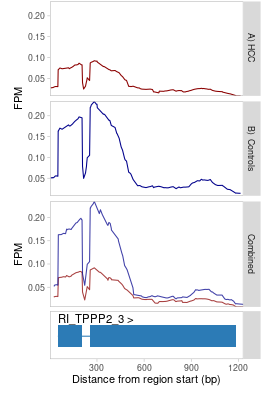 0.20
0.15
0.10
0.05
FPM
A) HCC
0.20
0.15
0.10
0.05
FPM
B) Controls
0.20
0.15
0.10
0.05
FPM
Combined
RI_TPPP2_3 >
300
600
900
1200
Distance from region start (bp)